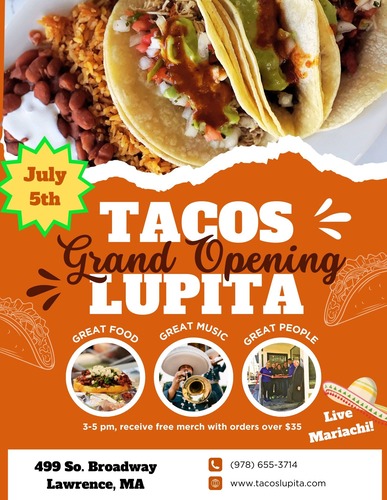 July
5th
TACOS
Grand Opening
LUPITA
GREAT FOOD
GREAT MUSIC
GREAT PEOPLE
3-5 pm, receive free merch with orders over $35
Live
Mariachi!
499 So. Broadway
Lawrence, MA
(978) 655-3714
www.tacoslupita.com